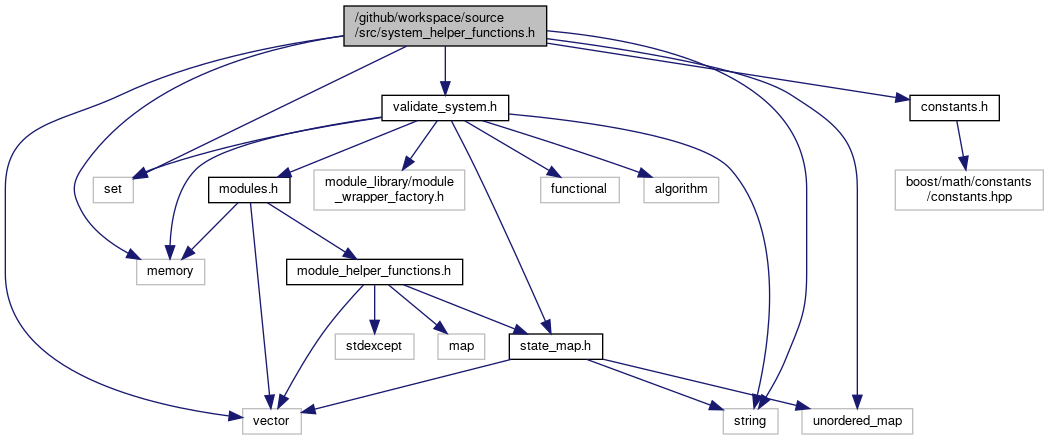 /github/workspace/source
/src/system_helper_functions.h
validate_system.h
constants.h
set
modules.h
module_library/module
_wrapper_factory.h
functional
algorithm
boost/math/constants
/constants.hpp
memory
module_helper_functions.h
stdexcept
map
state_map.h
vector
string
unordered_map